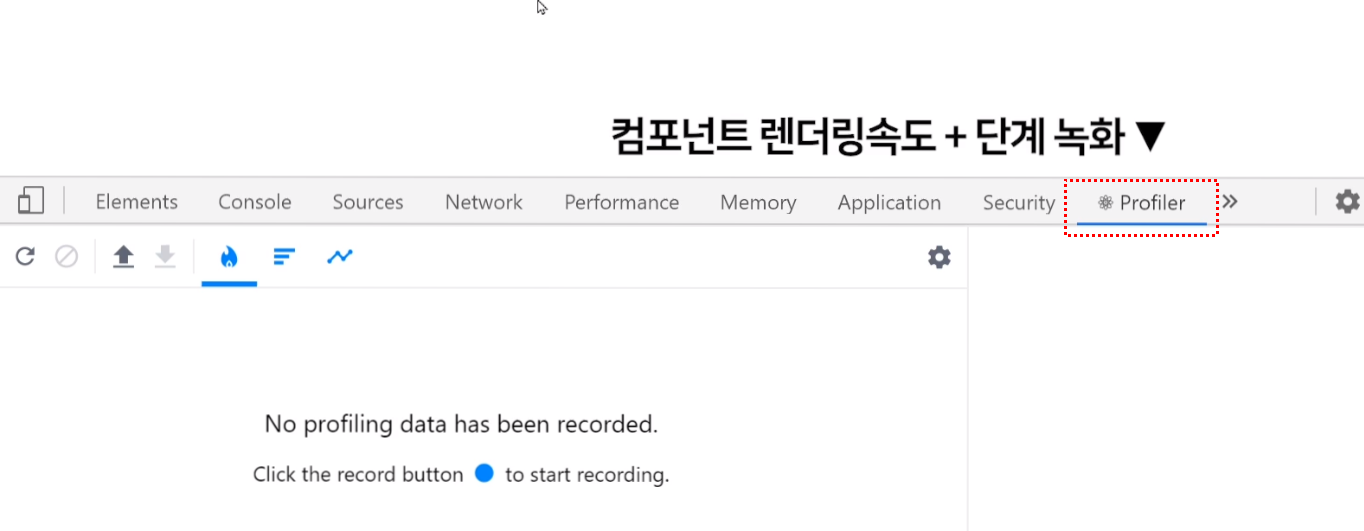 컴포넌트 렌더링속도 + 단계 녹화 ▼
Elements Console Sources Network Performance Memory Application Security Profiler »
No profiling data has been recorded.
Click the record button to start recording.